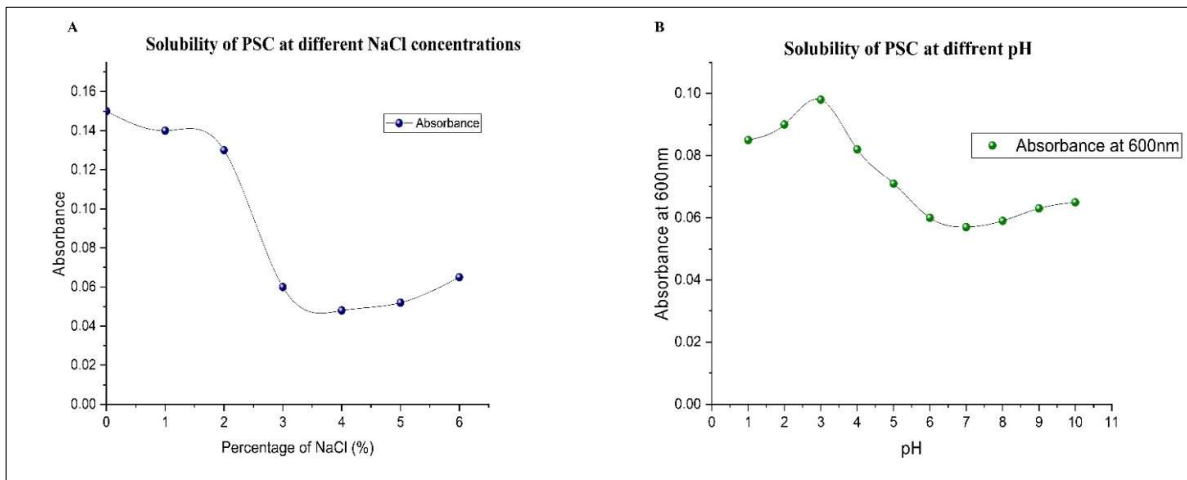 A
Solubility of PSC at different NaCl concentrations
0.16
0.14
0.12
0.10
0.08
0.06
0.04
0.02
0.00
Absorbance
Absorbance
0 1 2 3 4 5 6
Percentage of NaCl (%)
B
Solubility of PSC at diffrent pH
0.10
0.08
0.06
0.04
0.02
0.00
Absorbance at 600nm
Absorbance at 600nm
0 1 2 3 4 5 6 7 8 9 10 11
pH